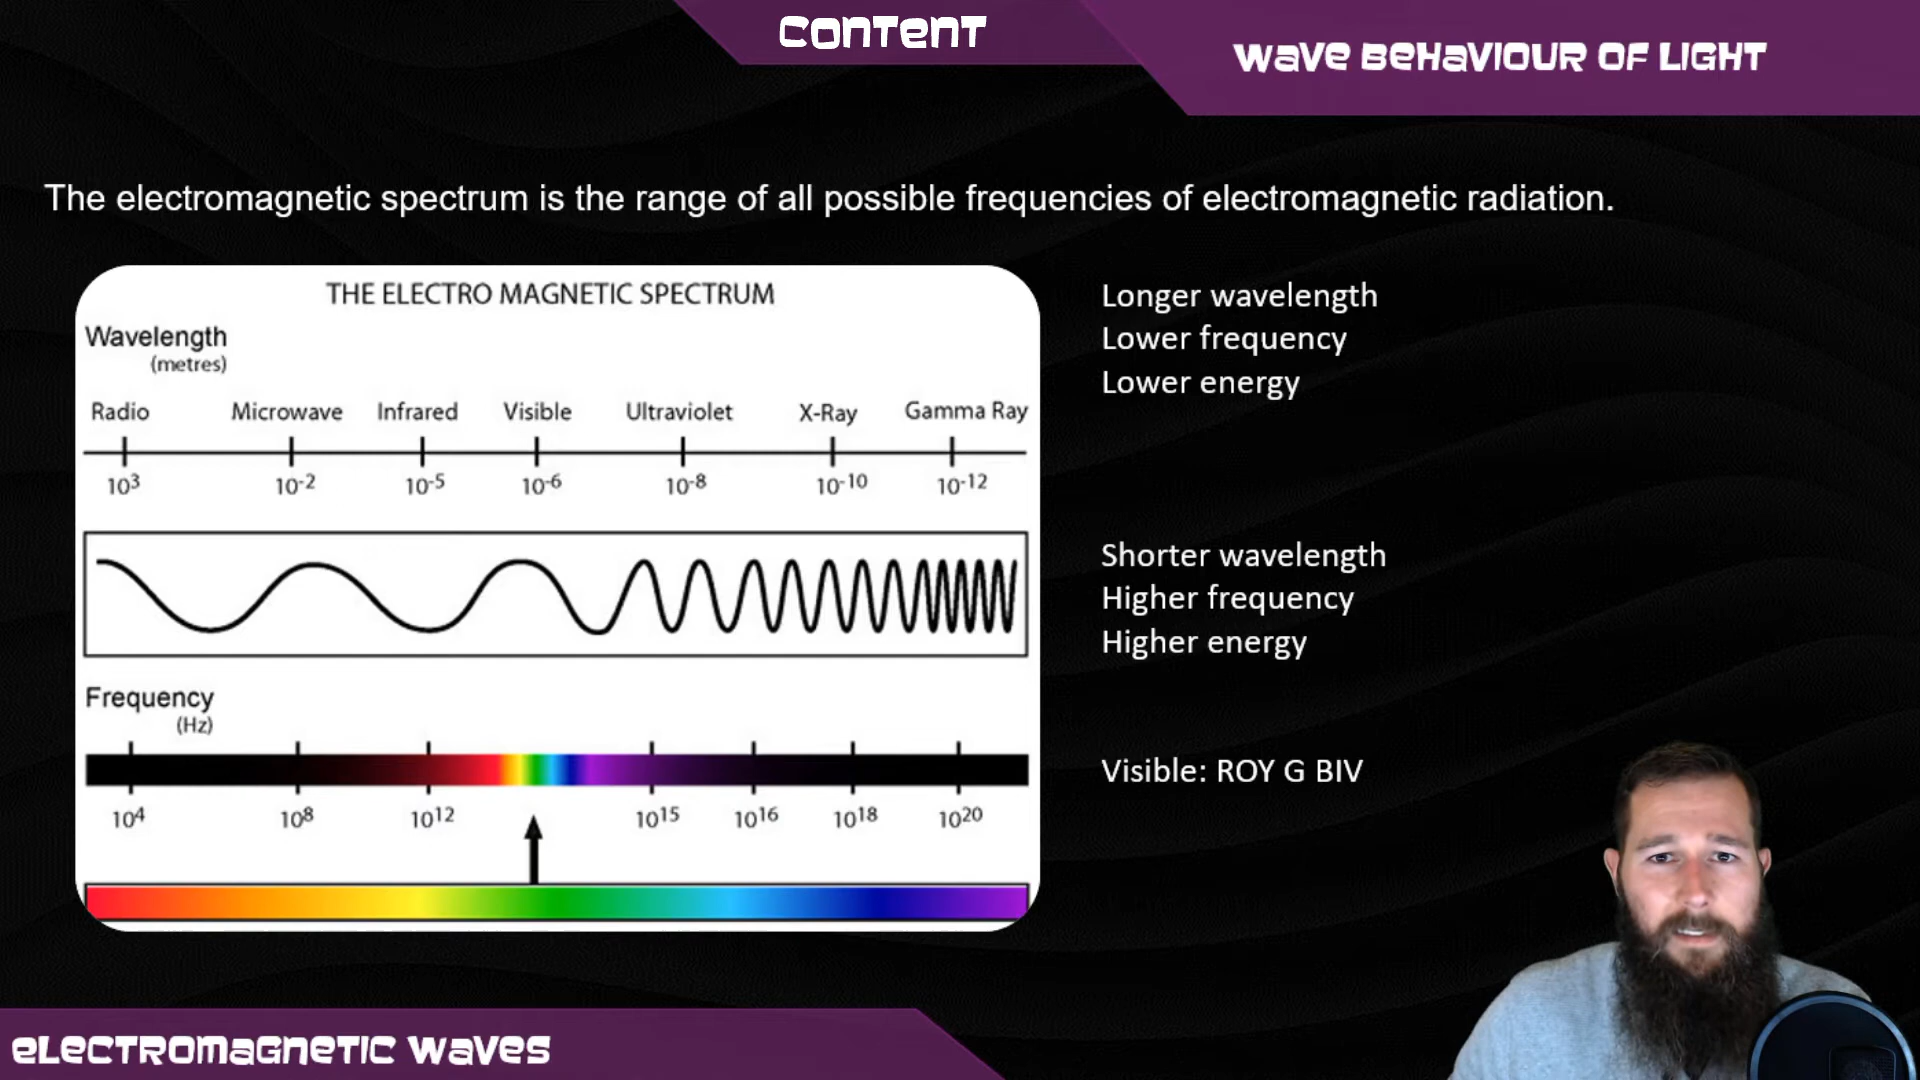 CONTENT
WAVE BEHAVIOUR OF LIGHT
The electromagnetic spectrum is the range of all possible frequencies of electromagnetic radiation.
THE ELECTRO MAGNETIC SPECTRUM
Wavelength
(metres)
Radio Microwave Infrared Visible Ultraviolet X-Ray Gamma Ray
10³ 10⁻² 10⁻⁵ 10⁻⁶ 10⁻⁸ 10⁻¹⁰ 10⁻¹²
Frequency
(Hz)
10⁴ 10⁸ 10¹² 10¹⁵ 10¹⁶ 10¹⁸ 10²⁰
Longer wavelength
Lower frequency
Lower energy
Shorter wavelength
Higher frequency
Higher energy
Visible: ROY G BIV
ELECTROMAGNETIC WAVES